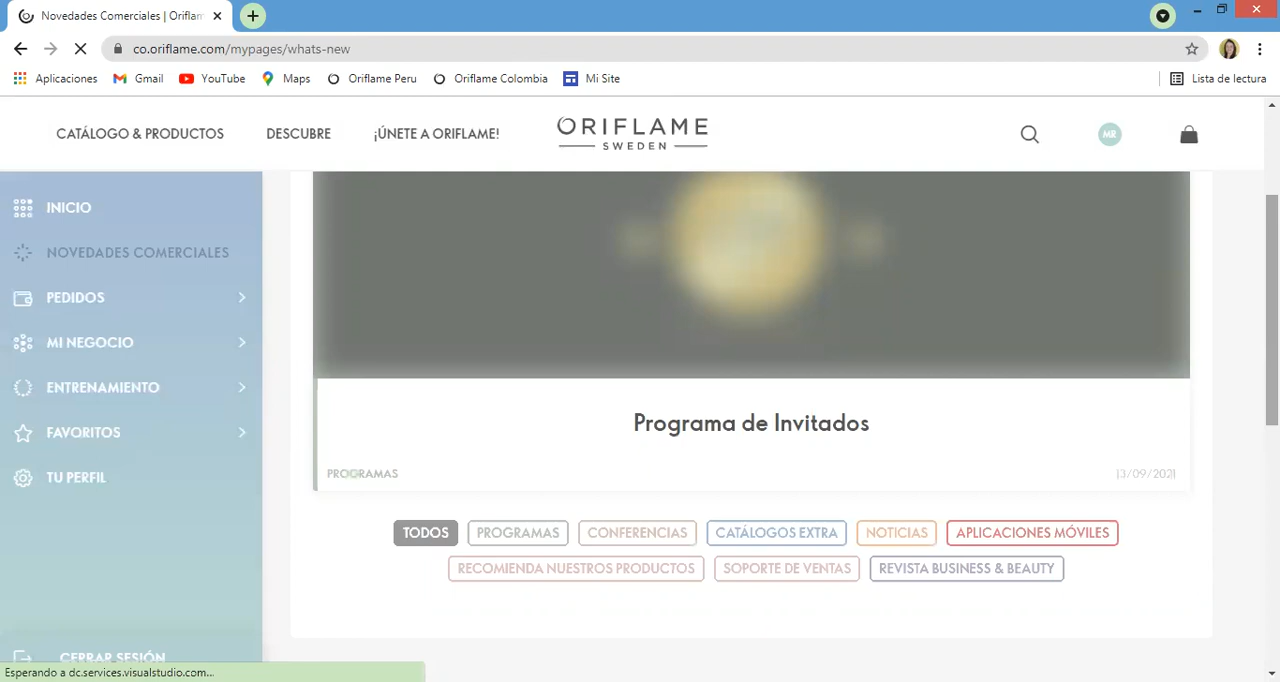 Novedades Comerciales | Oriflam
co.oriflame.com/mypages/whats-new
Aplicaciones Gmail YouTube Maps Oriflame Peru Oriflame Colombia Mi Site Lista de lectura
CATÁLOGO & PRODUCTOS DESCUBRE ¡ÚNETE A ORIFLAME! ORIFLAME MR
SWEDEN
INICIO
NOVEDADES COMERCIALES
PEDIDOS
MI NEGOCIO
ENTRENAMIENTO
FAVORITOS
TU PERFIL
CERRAR SESIÓN
Programa de Invitados
PROGRAMAS 13/09/2021
TODOS PROGRAMAS CONFERENCIAS CATÁLOGOS EXTRA NOTICIAS APLICACIONES MÓVILES
RECOMIENDA NUESTROS PRODUCTOS SOPORTE DE VENTAS REVISTA BUSINESS & BEAUTY
Esperando a dc.services.visualstudio.com...